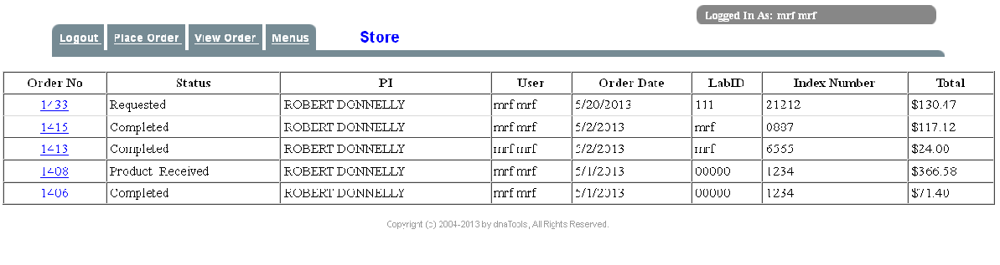 Logged In As: mrf mrf
Logout Place Order View Order Menus Store
Order No Status PI User Order Date LabID Index Number Total
1433 Requested ROBERT DONNELLY mrf mrf 5/20/2013 111 21212 $130.47
1415 Completed ROBERT DONNELLY mrf mrf 5/2/2013 mrf 0887 $117.12
1413 Completed ROBERT DONNELLY mrf mrf 5/2/2013 mrf 6565 $24.00
1408 Product Received ROBERT DONNELLY mrf mrf 5/1/2013 00000 1234 $366.58
1406 Completed ROBERT DONNELLY mrf mrf 5/1/2013 00000 1234 $71.40
Copyright (c) 2004-2013 by dnaTools, All Rights Reserved.